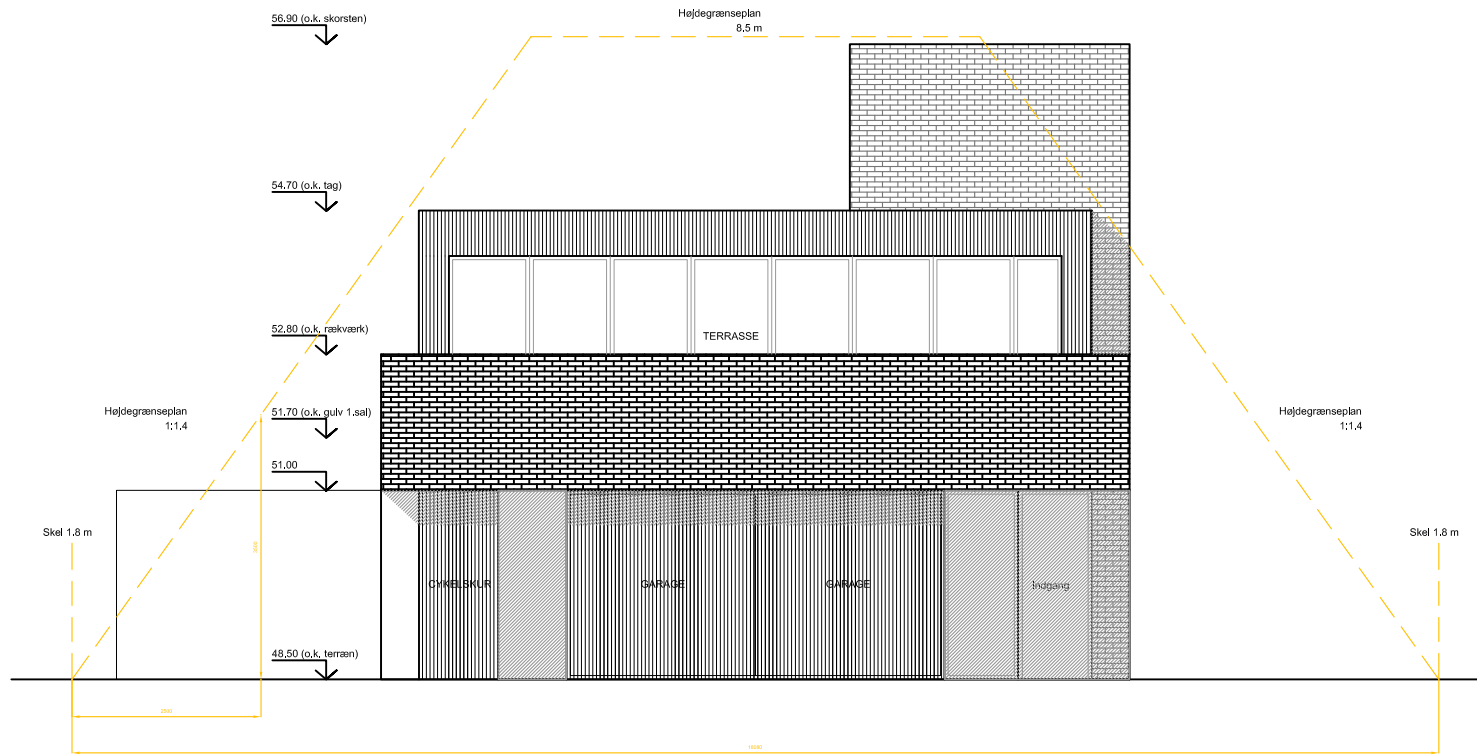 56.90 (o.k. skorsten)
Højdegrænseplan
8.5 m
54.70 (o.k. tag)
52.80 (o.k. rækværk)
TERRASSE
Højdegrænseplan
1:1.4
51.70 (o.k. gulv 1.sal)
Højdegrænseplan
1:1.4
51.00
Skel 1.8 m
Skel 1.8 m
CYKELSKUR
GARAGE
GARAGE
Indgang
48.50 (o.k. terræn)
2500